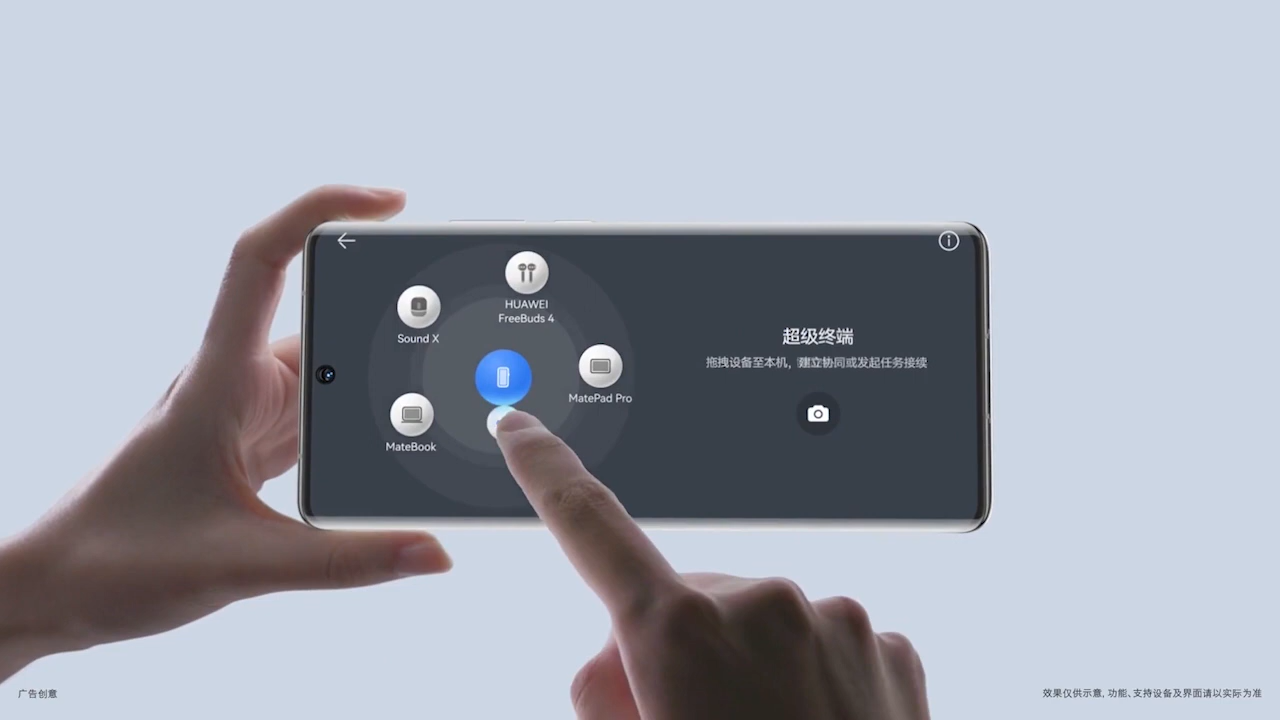 HUAWEI
FreeBuds 4
Sound X
超级终端
拖拽设备至本机，建立协同或发起任务接续
MatePad Pro
MateBook
广告创意
效果仅供示意, 功能、支持设备及界面请以实际为准